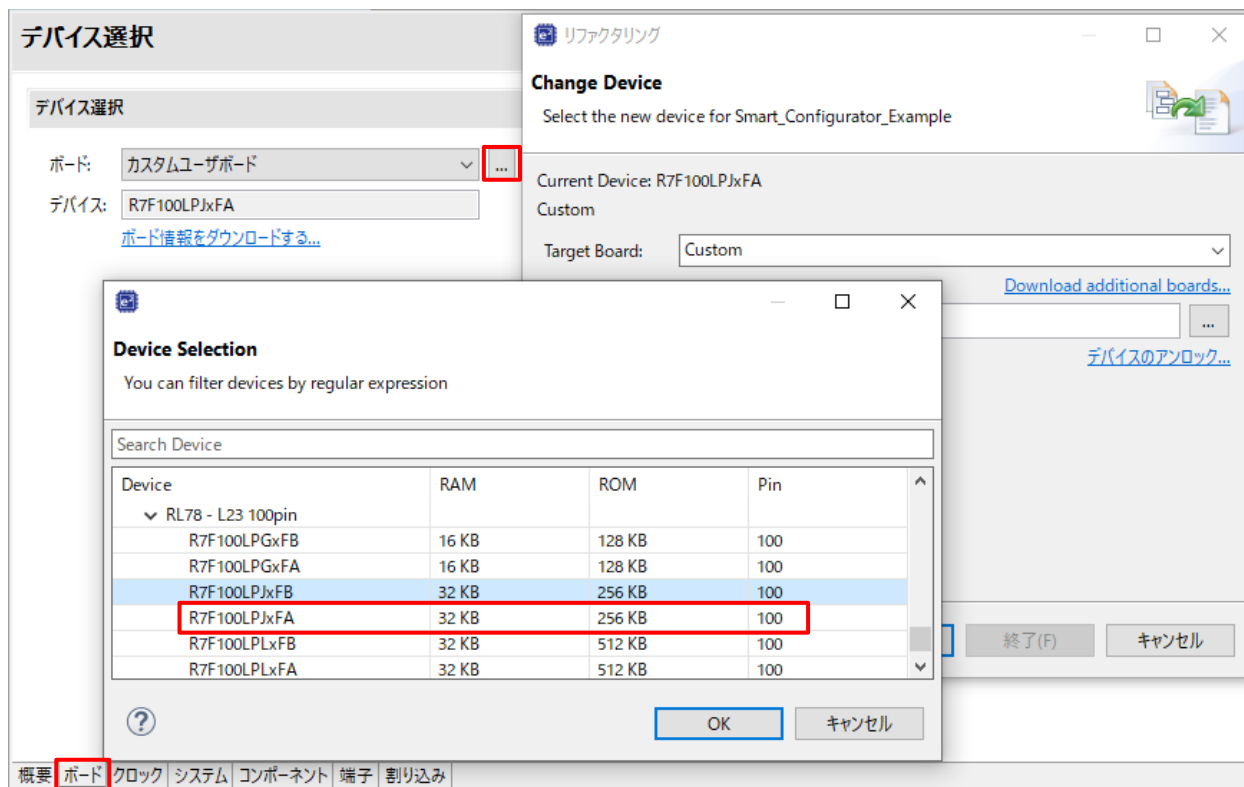 デバイス選択
デバイス選択
ボード: カスタムユーザボード ...
デバイス: R7F100LPJxFA
ボード情報をダウンロードする...
リファクタリング
Change Device
Select the new device for Smart_Configurator_Example
Current Device: R7F100LPJxFA
Custom
Target Board: Custom
Download additional boards...
...
デバイスのアンロック...
終了(F) キャンセル
Device Selection
You can filter devices by regular expression
Search Device
Device RAM ROM Pin
RL78 - L23 100pin
R7F100LPGxFB 16 KB 128 KB 100
R7F100LPGxFA 16 KB 128 KB 100
R7F100LPJxFB 32 KB 256 KB 100
R7F100LPJxFA 32 KB 256 KB 100
R7F100LPLxFB 32 KB 512 KB 100
R7F100LPLxFA 32 KB 512 KB 100
? OK キャンセル
概要 ボード クロック システム コンポーネント 端子 割り込み